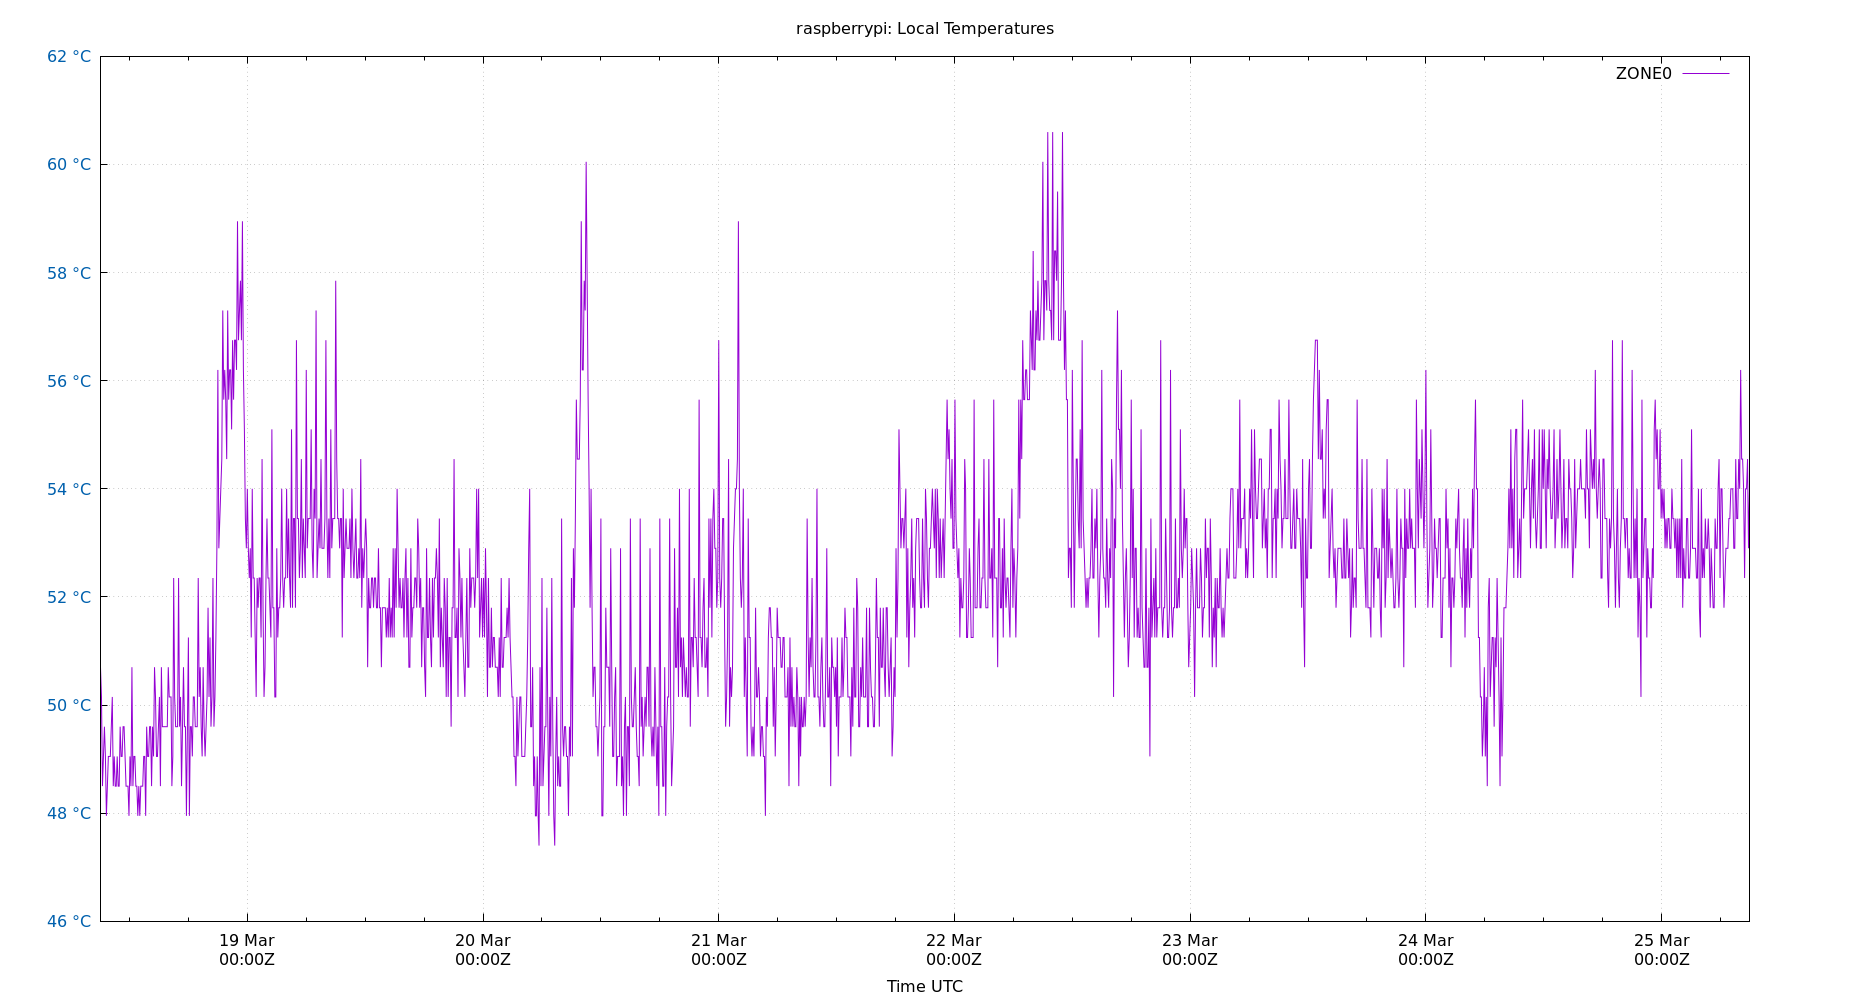 raspberrypi: Local Temperatures
62 °C
ZONE0
60 °C
58 °C
56 °C
54 °C
52 °C
50 °C
48 °C
46 °C
19 Mar 20 Mar 21 Mar 22 Mar 23 Mar 24 Mar 25 Mar
00:00Z 00:00Z 00:00Z 00:00Z 00:00Z 00:00Z 00:00Z
Time UTC